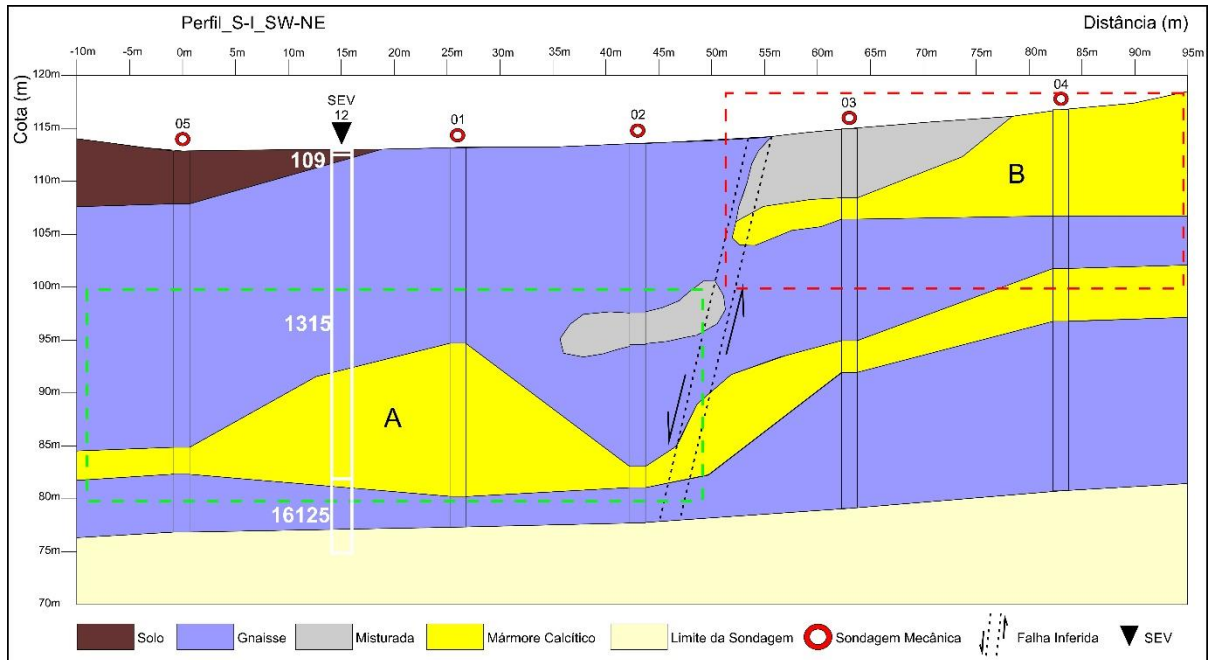 Perfil_S-I_SW-NE Distância (m)
-10m -5m 0m 5m 10m 15m 20m 25m 30m 35m 40m 45m 50m 55m 60m 65m 70m 75m 80m 85m 90m 95m
Cota (m)
120m
115m
110m
105m
100m
95m
90m
85m
80m
75m
70m
05
SEV
12
01
02
03
04
109
1315
16125
A
B
Solo Gnaisse Misturada Mármore Calcítico Limite da Sondagem Sondagem Mecânica Falha Inferida SEV